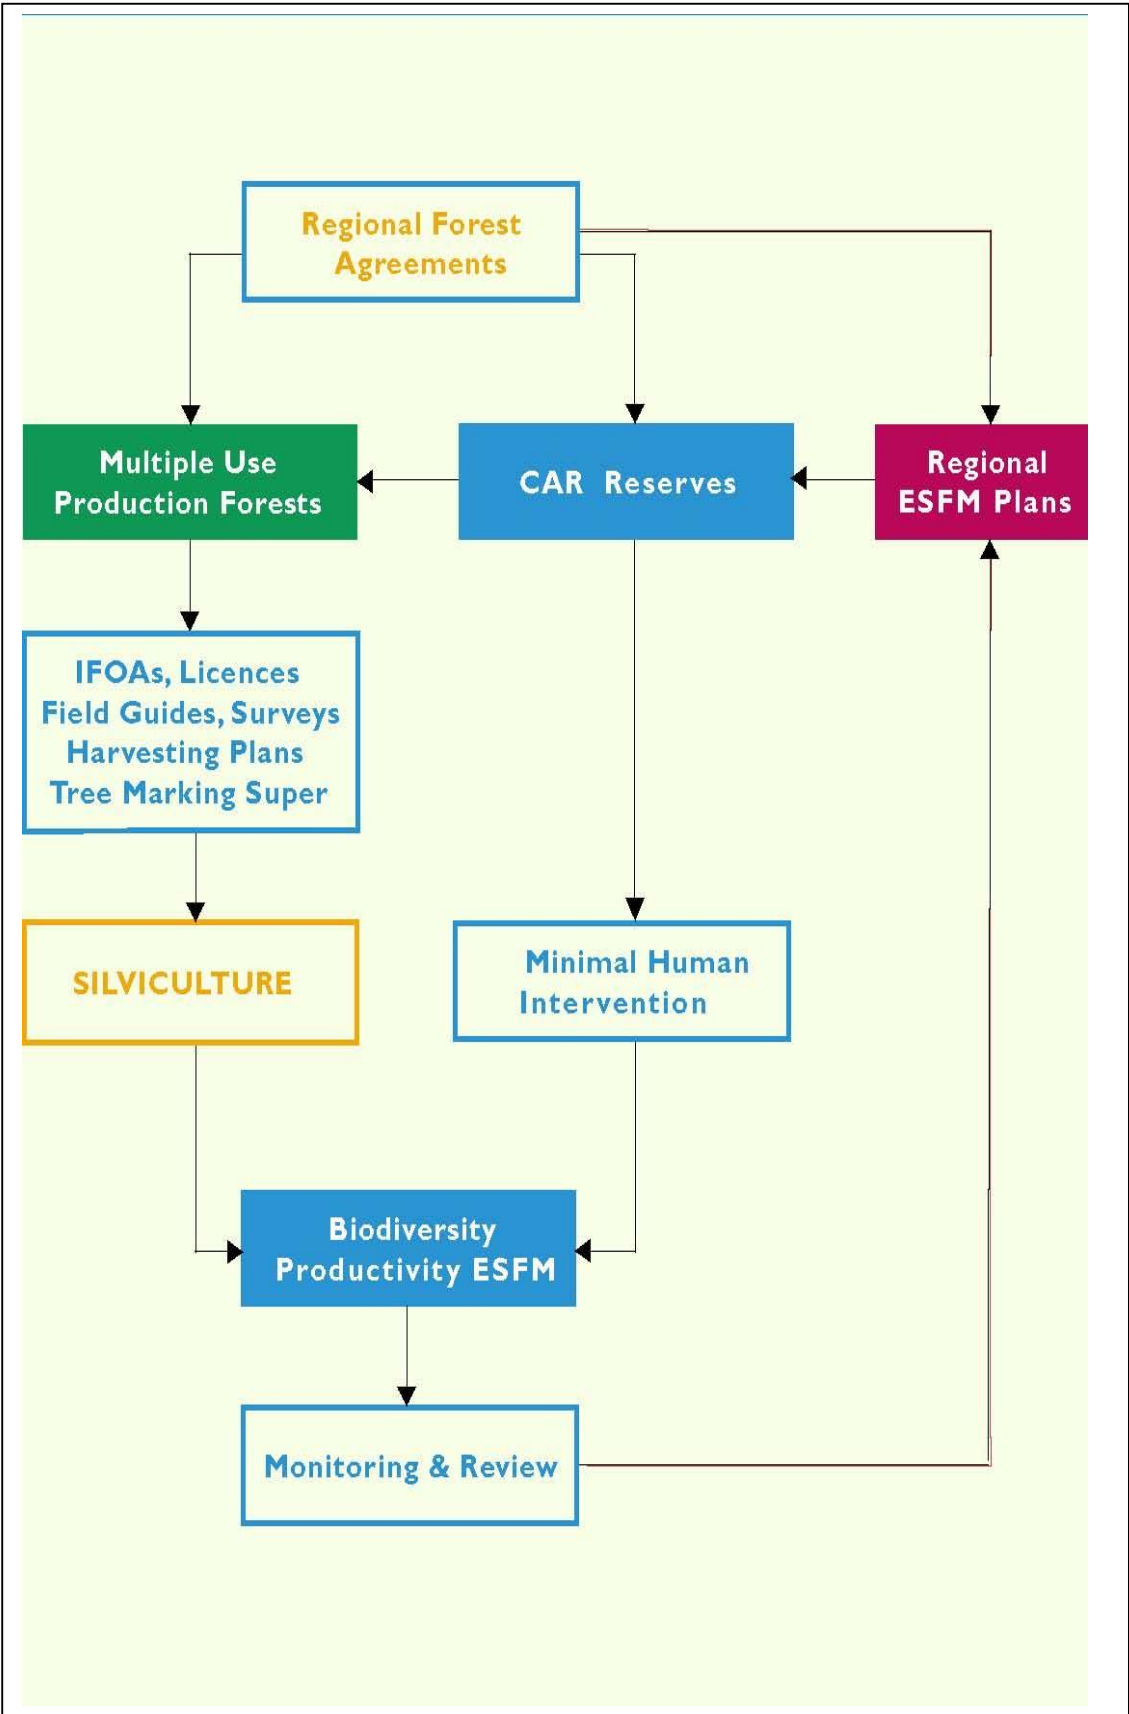 Regional Forest
Agreements
Multiple Use
Production Forests
CAR Reserves
Regional
ESFM Plans
IFOAs, Licences
Field Guides, Surveys
Harvesting Plans
Tree Marking Super
SILVICULTURE
Minimal Human
Intervention
Biodiversity
Productivity ESFM
Monitoring & Review